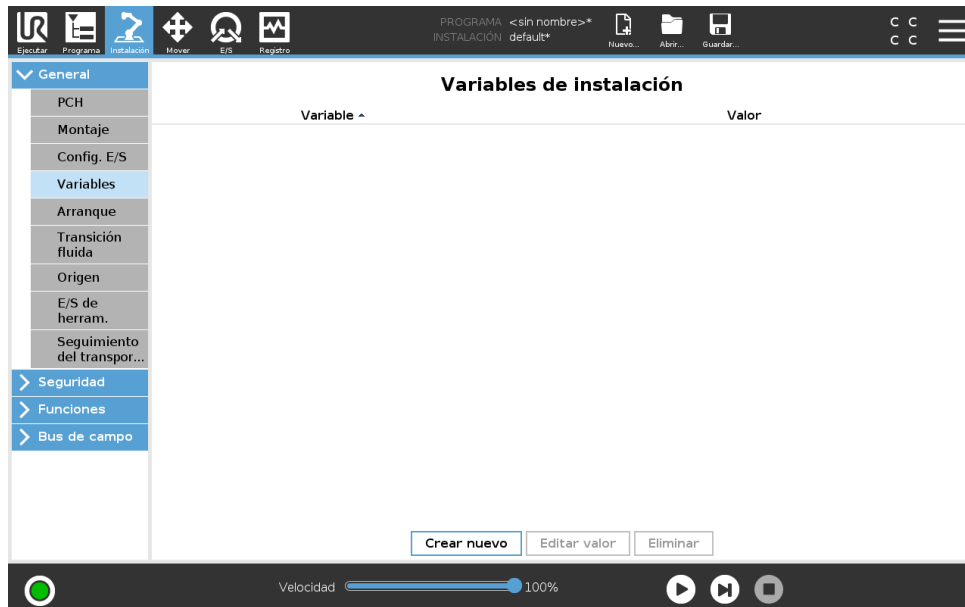 UR
PROGRAMA <sin nombre>*
INSTALACIÓN default*
C C
C C
Ejecutar Programa Instalación Mover E/S Registro Nuevo... Abrir... Guardar...
General
PCH
Montaje
Config. E/S
Variables
Arranque
Transición
fluida
Origen
E/S de
herram.
Seguimiento
del transpor...
Seguridad
Funciones
Bus de campo
Variables de instalación
Variable Valor
Crear nuevo Editar valor Eliminar
Velocidad 100%